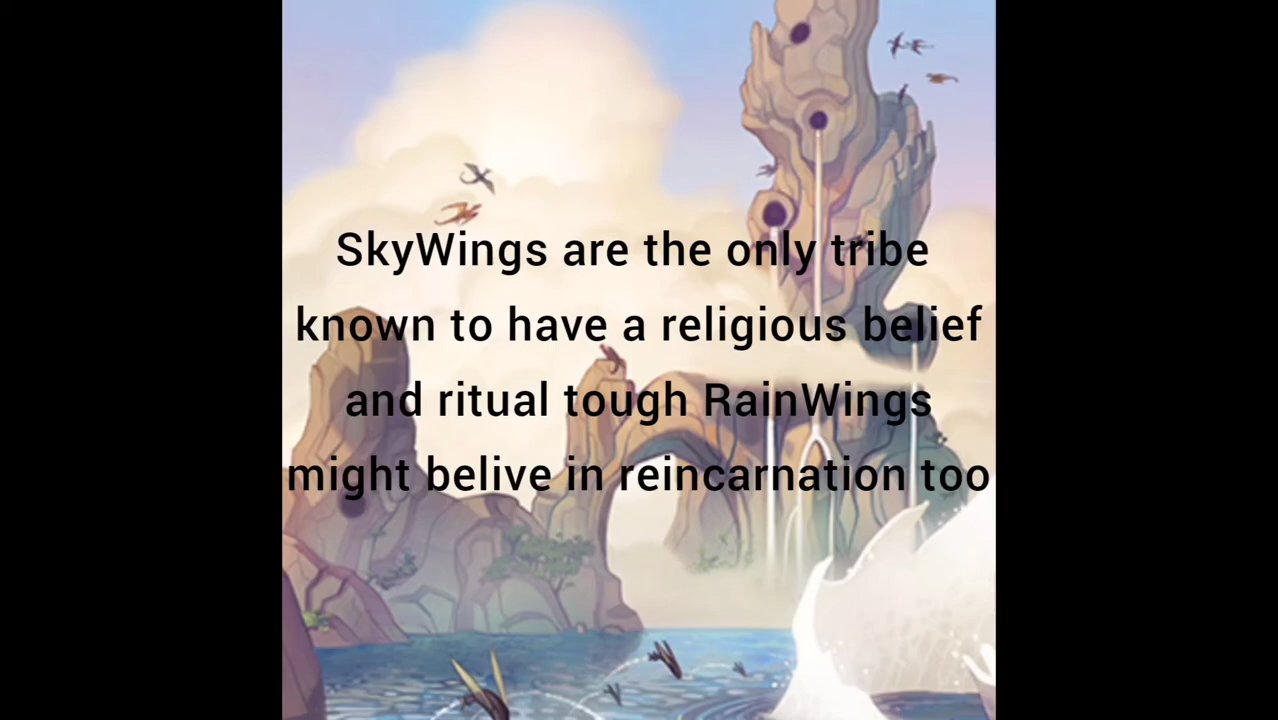 SkyWings are the only tribe
known to have a religious belief
and ritual tough RainWings
might belive in reincarnation too